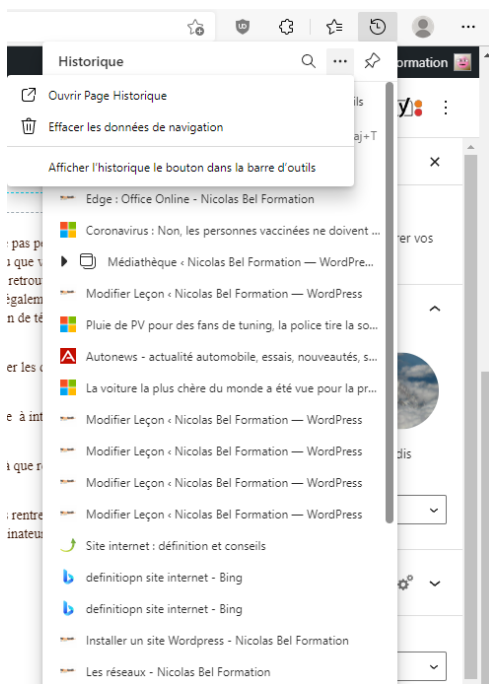 Historique
ormation
Ouvrir Page Historique
Effacer les données de navigation
ils
aj+T
Afficher l'historique le bouton dans la barre d'outils
Edge : Office Online - Nicolas Bel Formation
Coronavirus : Non, les personnes vaccinées ne doivent ...
rer vos
Médiathèque ‹ Nicolas Bel Formation — WordPre...
Modifier Leçon ‹ Nicolas Bel Formation — WordPress
Pluie de PV pour des fans de tuning, la police tire la so...
Autonews - actualité automobile, essais, nouveautés, s...
La voiture la plus chère du monde a été vue pour la pr...
Modifier Leçon ‹ Nicolas Bel Formation — WordPress
Modifier Leçon ‹ Nicolas Bel Formation — WordPress
dis
Modifier Leçon ‹ Nicolas Bel Formation — WordPress
Modifier Leçon ‹ Nicolas Bel Formation — WordPress
Site internet : définition et conseils
definitiopn site internet - Bing
definitiopn site internet - Bing
Installer un site Wordpress - Nicolas Bel Formation
Les réseaux - Nicolas Bel Formation